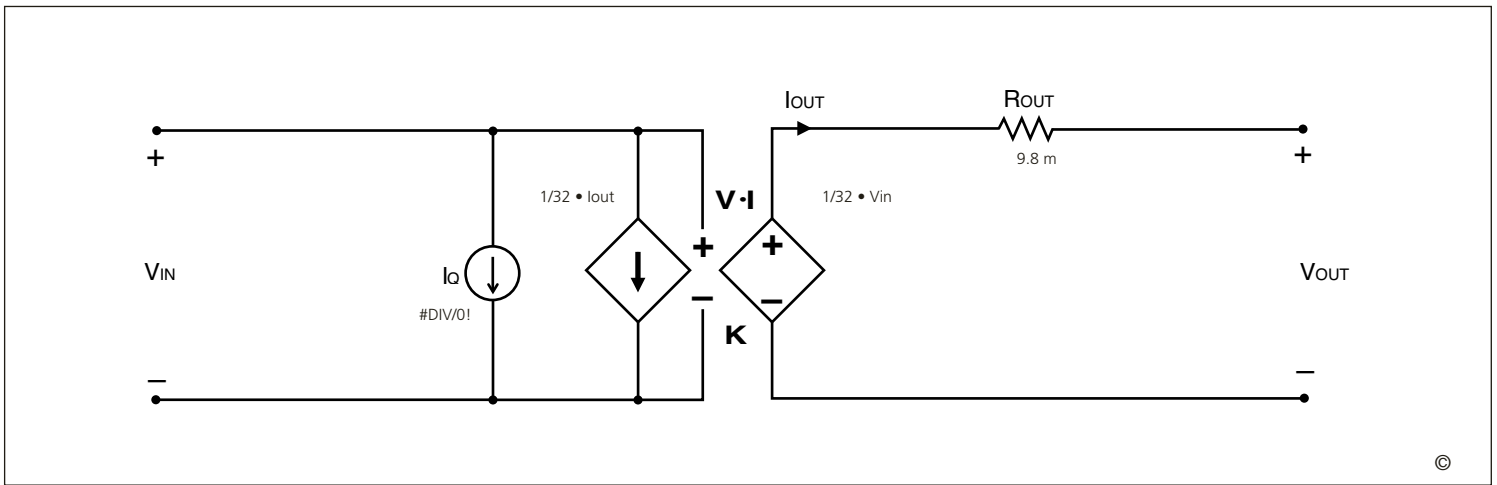 IOUT
ROUT
9.8 m
+
+
1/32 • Iout
V·I
1/32 • Vin
+
+
VIN
IQ
VOUT
−
−
#DIV/0!
K
−
−
©